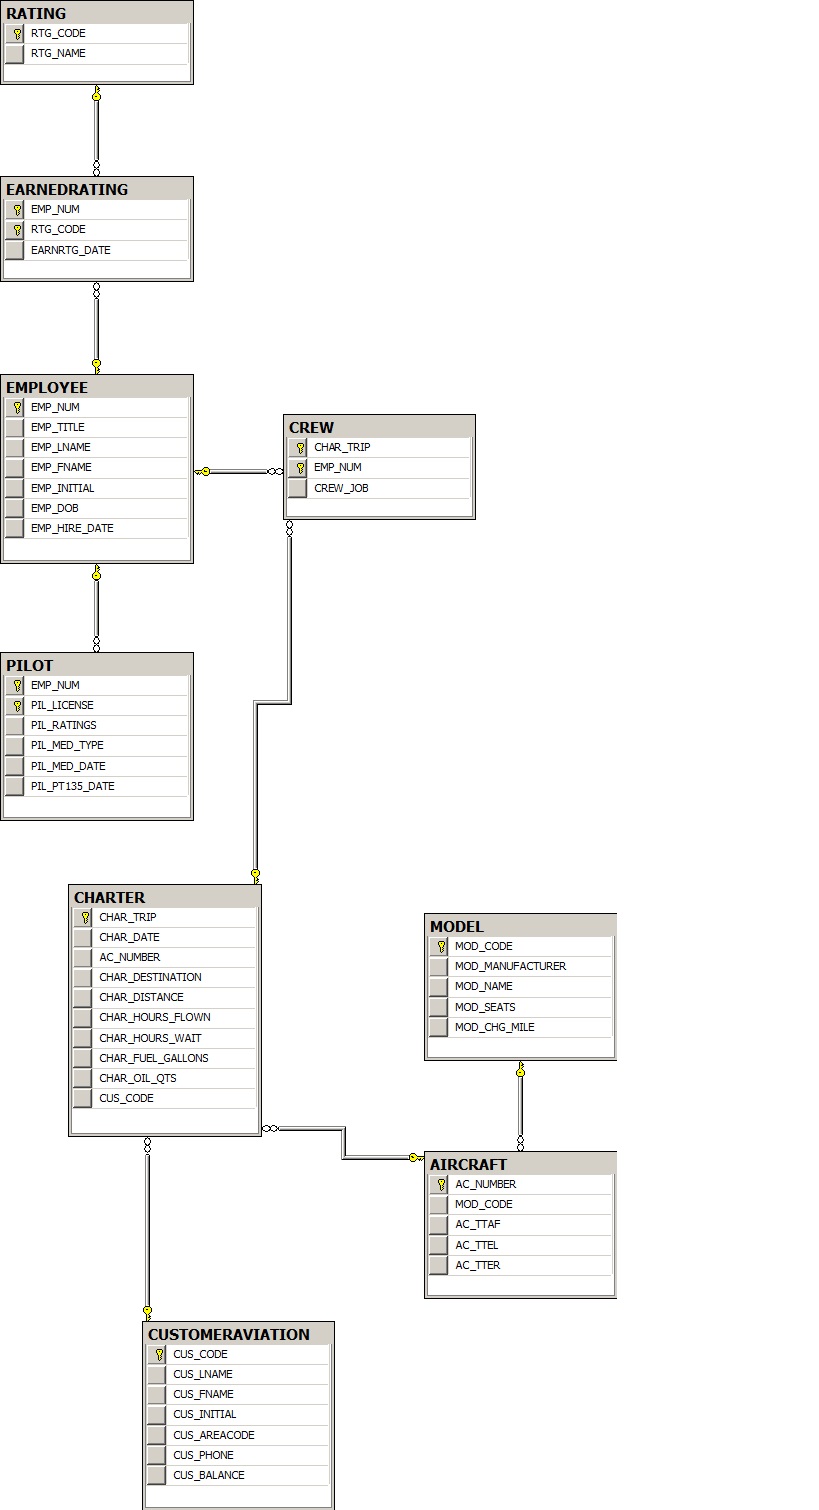 RATING
RTG_CODE
RTG_NAME
EARNEDRATING
EMP_NUM
RTG_CODE
EARNRTG_DATE
EMPLOYEE
EMP_NUM
EMP_TITLE
EMP_LNAME
EMP_FNAME
EMP_INITIAL
EMP_DOB
EMP_HIRE_DATE
CREW
CHAR_TRIP
EMP_NUM
CREW_JOB
PILOT
EMP_NUM
PIL_LICENSE
PIL_RATINGS
PIL_MED_TYPE
PIL_MED_DATE
PIL_PT135_DATE
CHARTER
CHAR_TRIP
CHAR_DATE
AC_NUMBER
CHAR_DESTINATION
CHAR_DISTANCE
CHAR_HOURS_FLOWN
CHAR_HOURS_WAIT
CHAR_FUEL_GALLONS
CHAR_OIL_QTS
CUS_CODE
MODEL
MOD_CODE
MOD_MANUFACTURER
MOD_NAME
MOD_SEATS
MOD_CHG_MILE
AIRCRAFT
AC_NUMBER
MOD_CODE
AC_TTAF
AC_TTEL
AC_TTER
CUSTOMERAVIATION
CUS_CODE
CUS_LNAME
CUS_FNAME
CUS_INITIAL
CUS_AREACODE
CUS_PHONE
CUS_BALANCE